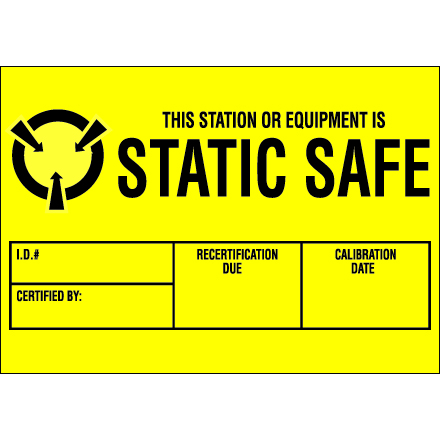 THIS STATION OR EQUIPMENT IS
STATIC SAFE
I.D.#
CERTIFIED BY:
RECERTIFICATION
DUE
CALIBRATION
DATE